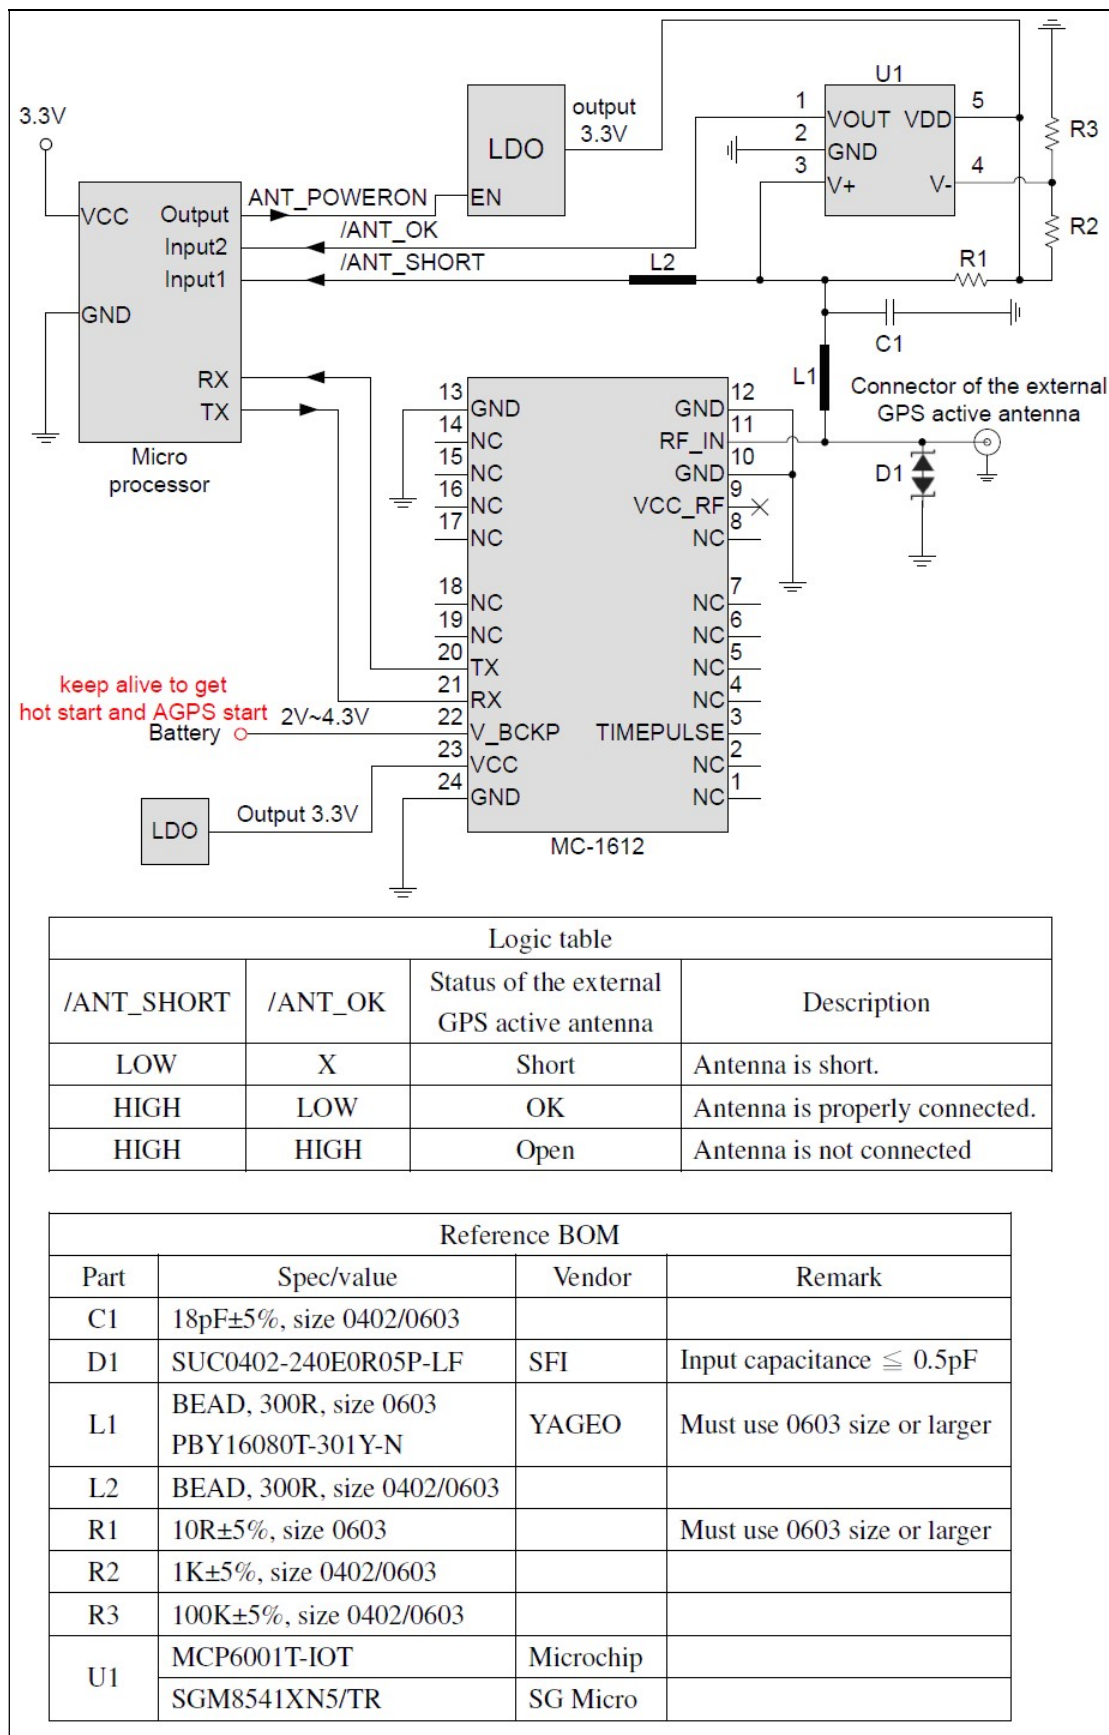 3.3V
VCC
Output
Input2
Input1
GND
RX
TX
Micro
processor
ANT_POWERON
/ANT_OK
/ANT_SHORT
LDO
EN
output
3.3V
U1
1
2
3
VOUT
GND
V+
VDD
V-
5
4
R3
R2
R1
L2
C1
L1
Connector of the external
GPS active antenna
D1
13
GND
14
NC
15
NC
16
NC
17
NC
18
NC
19
NC
20
TX
21
RX
22
V_BCKP
23
VCC
24
GND
12
GND
11
RF_IN
10
GND
9
VCC_RF
8
NC
7
NC
6
NC
5
NC
4
NC
3
TIMEPULSE
2
NC
1
NC
MC-1612
keep alive to get
hot start and AGPS start
Battery
2V~4.3V
LDO
Output 3.3V
Logic table
/ANT_SHORT /ANT_OK Status of the external GPS active antenna Description
LOW X Short Antenna is short.
HIGH LOW OK Antenna is properly connected.
HIGH HIGH Open Antenna is not connected
Reference BOM
Part Spec/value Vendor Remark
C1 18pF±5%, size 0402/0603
D1 SUC0402-240E0R05P-LF SFI Input capacitance ≦ 0.5pF
L1 BEAD, 300R, size 0603 PBY16080T-301Y-N YAGEO Must use 0603 size or larger
L2 BEAD, 300R, size 0402/0603
R1 10R±5%, size 0603 Must use 0603 size or larger
R2 1K±5%, size 0402/0603
R3 100K±5%, size 0402/0603
U1 MCP6001T-IOT Microchip
SGM8541XN5/TR SG Micro